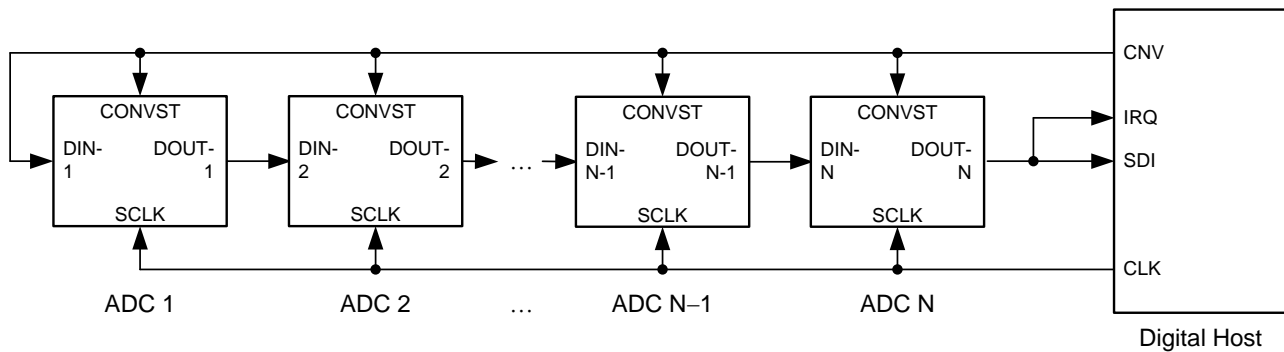 CNV
CONVST
CONVST
CONVST
CONVST
IRQ
DIN-
1
DOUT-
1
DIN-
2
DOUT-
2
...
DIN-
N-1
DOUT-
N-1
DIN-
N
DOUT-
N
SDI
SCLK
SCLK
SCLK
SCLK
CLK
ADC 1
ADC 2
...
ADC N−1
ADC N
Digital Host